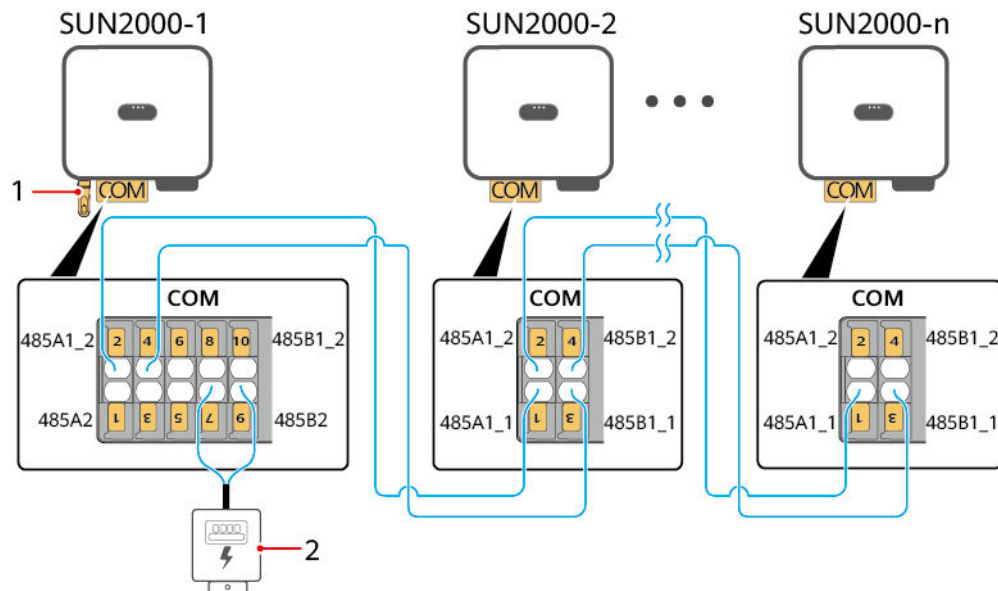 SUN2000-1
SUN2000-2
SUN2000-n
1
COM
COM
COM
COM
485A1_2
2 4 6 8 10
485B1_2
485A2
1 3 5 7 9
485B2
COM
485A1_2
2 4
485B1_2
485A1_1
1 3
485B1_1
COM
485A1_2
2 4
485B1_2
485A1_1
1 3
485B1_1
2